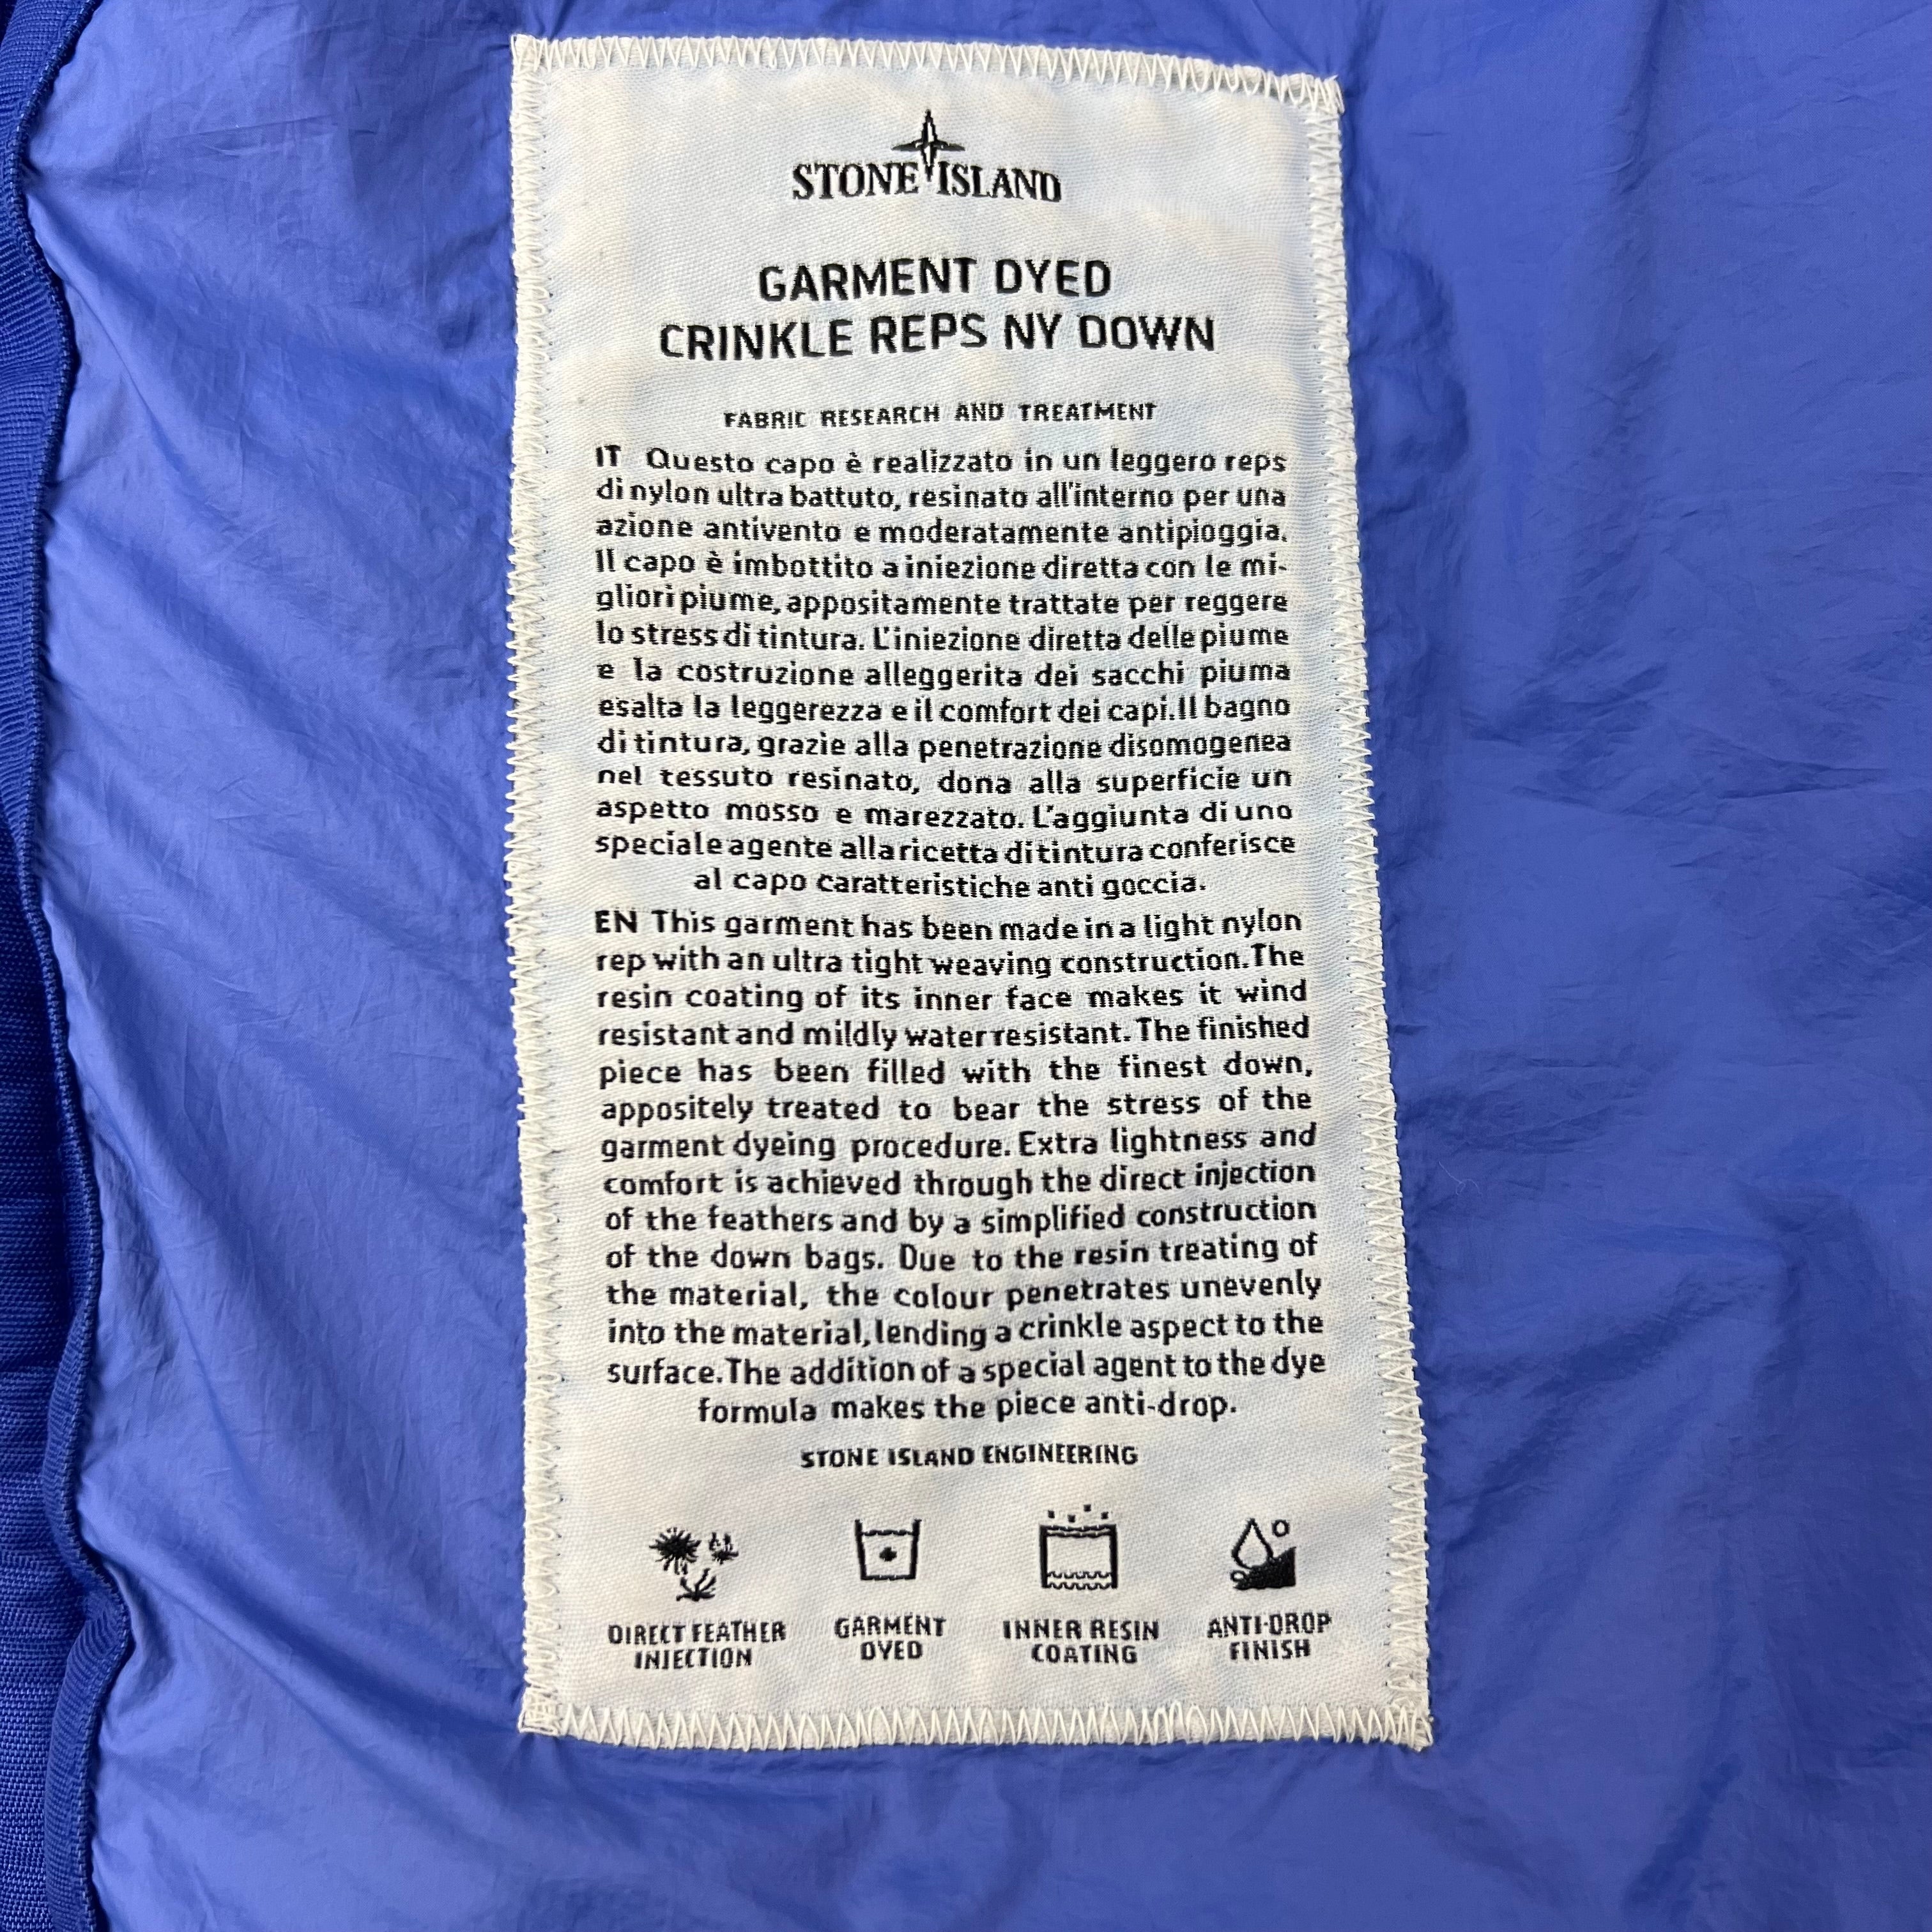 STONE ISLAND
GARMENT DYED
CRINKLE REPS NY DOWN
FABRIC RESEARCH AND TREATMENT
IT Questo capo è realizzato in un leggero reps
di nylon ultra battuto, resinato all'interno per una
azione antivento e moderatamente antipioggia.
Il capo è imbottito a iniezione diretta con le mi-
gliori piume, appositamente trattate per reggere
lo stress di tintura. L'iniezione diretta delle piume
e la costruzione alleggerita dei sacchi piuma
esalta la leggerezza e il comfort dei capi. Il bagno
di tintura, grazie alla penetrazione disomogenea
nel tessuto resinato, dona alla superficie un
aspetto mosso e marezzato. L'aggiunta di uno
speciale agente alla ricetta di tintura conferisce
al capo caratteristiche anti goccia.
EN This garment has been made in a light nylon
rep with an ultra tight weaving construction. The
resin coating of its inner face makes it wind
resistant and mildly water resistant. The finished
piece has been filled with the finest down,
appositely treated to bear the stress of the
garment dyeing procedure. Extra lightness and
comfort is achieved through the direct injection
of the feathers and by a simplified construction
of the down bags. Due to the resin treating of
the material, the colour penetrates unevenly
into the material, lending a crinkle aspect to the
surface. The addition of a special agent to the dye
formula makes the piece anti-drop.
STONE ISLAND ENGINEERING
DIRECT FEATHER INJECTION
GARMENT DYED
INNER RESIN COATING
ANTI-DROP FINISH